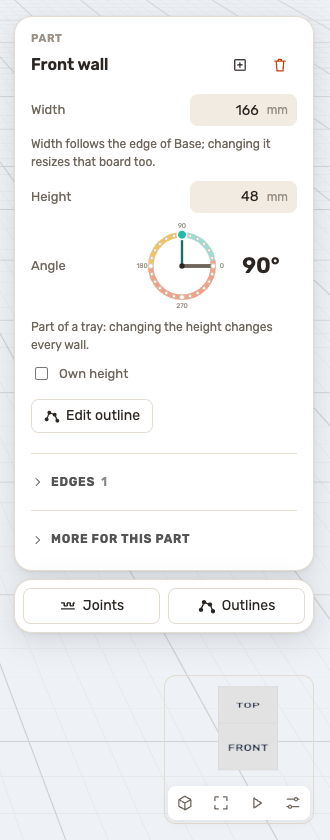 PART
Front wall
Width 166 mm
Width follows the edge of Base; changing it
resizes that board too.
Height 48 mm
90
Angle 180 0 90°
270
Part of a tray: changing the height changes
every wall.
Own height
Edit outline
EDGES 1
MORE FOR THIS PART
Joints Outlines
TOP
FRONT